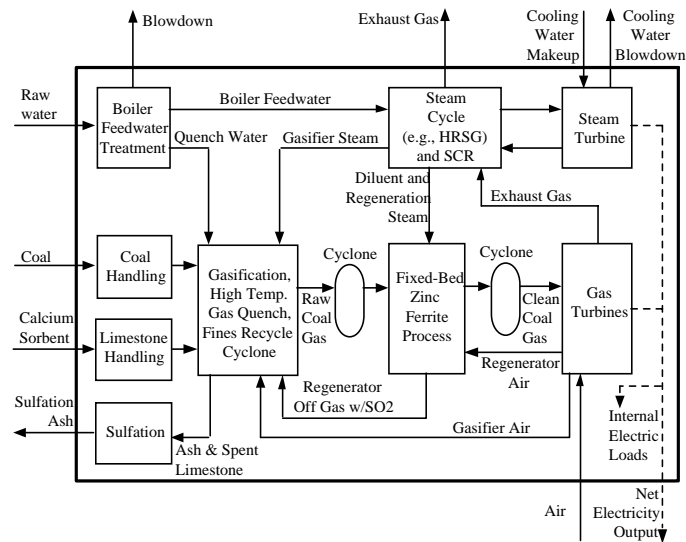 Blowdown
Exhaust Gas
Cooling
Water
Makeup
Cooling
Water
Blowdown
Raw
water
Boiler
Feedwater
Treatment
Boiler Feedwater
Quench Water
Gasifier Steam
Steam
Cycle
(e.g., HRSG)
and SCR
Steam
Turbine
Diluent and
Regeneration
Steam
Exhaust Gas
Coal
Coal
Handling
Calcium
Sorbent
Limestone
Handling
Gasification,
High Temp.
Gas Quench,
Fines Recycle
Cyclone
Cyclone
Raw
Coal
Gas
Fixed-Bed
Zinc
Ferrite
Process
Cyclone
Clean
Coal
Gas
Gas
Turbines
Regenerator
Air
Regenerator
Off Gas w/SO2
Gasifier Air
Sulfation
Ash
Sulfation
Ash & Spent
Limestone
Internal
Electric
Loads
Air
Net
Electricity
Output